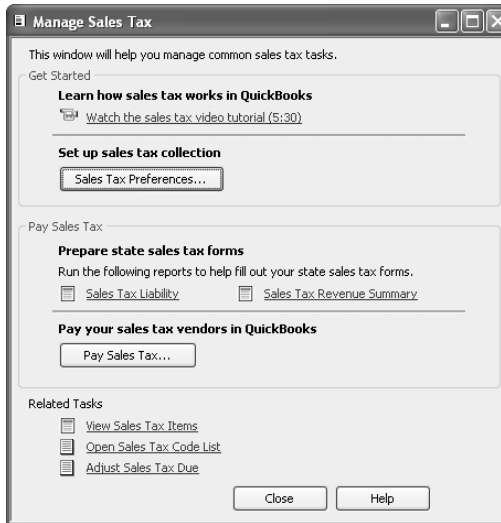 Manage Sales Tax
This window will help you manage common sales tax tasks.
Get Started
Learn how sales tax works in QuickBooks
Watch the sales tax video tutorial (5:30)
Set up sales tax collection
Sales Tax Preferences...
Pay Sales Tax
Prepare state sales tax forms
Run the following reports to help fill out your state sales tax forms.
Sales Tax Liability Sales Tax Revenue Summary
Pay your sales tax vendors in QuickBooks
Pay Sales Tax...
Related Tasks
View Sales Tax Items
Open Sales Tax Code List
Adjust Sales Tax Due
Close Help